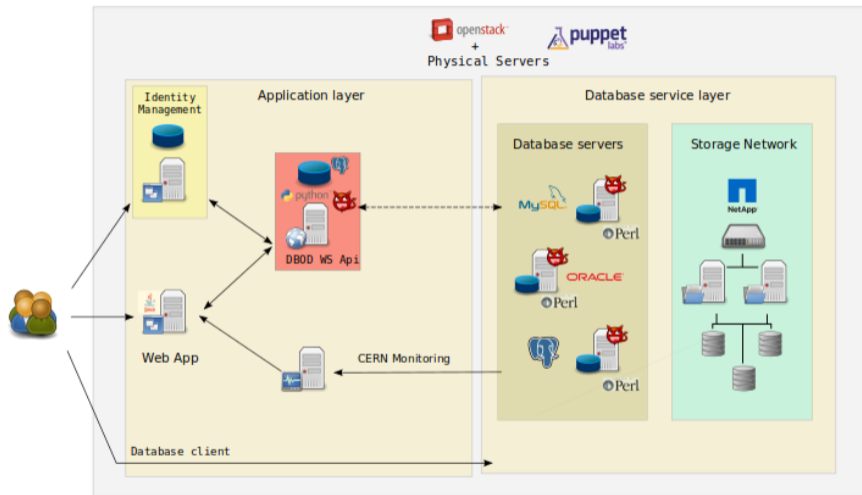 openstack™
puppet
labs
+
Physical Servers
Identity
Management
Application layer
Database service layer
Database servers
Storage Network
python
MySQL
NetApp
Perl
DBOD WS Api
ORACLE
Perl
Web App
CERN Monitoring
Perl
Database client